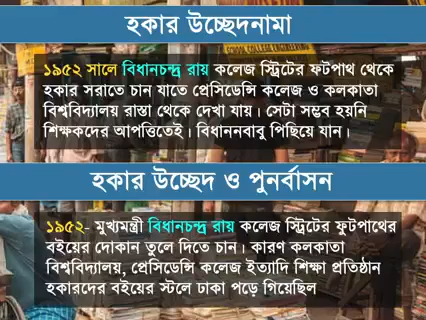 হকার উচ্ছেদনামা
১৯৫২ সালে বিধানচন্দ্র রায় কলেজ স্ট্রিটের ফটপাথ থেকে
হকার সরাতে চান যাতে প্রেসিডেন্সি কলেজ ও কলকাতা
বিশ্ববিদ্যালয় রাস্তা থেকে দেখা যায়। সেটা সম্ভব হয়নি
শিক্ষকদের আপত্তিতেই। বিধাননবাবু পিছিয়ে যান।
হকার উচ্ছেদ ও পুনর্বাসন
১৯৫২- মুখ্যমন্ত্রী বিধানচন্দ্র রায় কলেজ স্ট্রিটের ফুটপাথের
বইয়ের দোকান তুলে দিতে চান। কারণ কলকাতা
বিশ্ববিদ্যালয়, প্রেসিডেন্সি কলেজ ইত্যাদি শিক্ষা প্রতিষ্ঠান
হকারদের বইয়ের স্টলে ঢাকা পড়ে গিয়েছিল